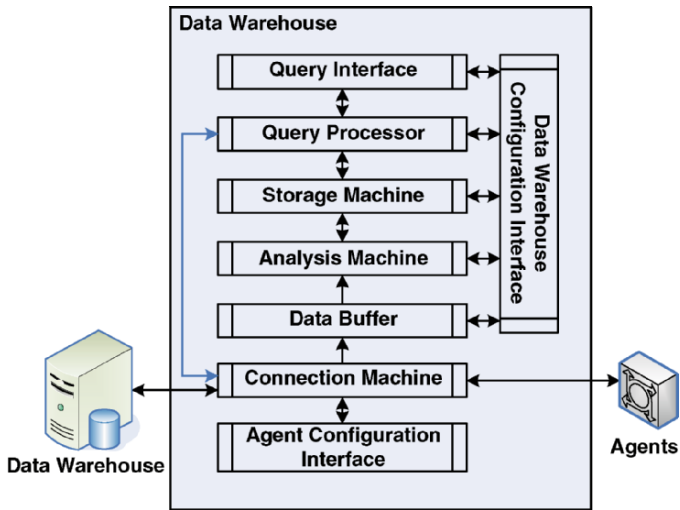 Data Warehouse
Query Interface
Query Processor
Storage Machine
Analysis Machine
Data Buffer
Connection Machine
Agent Configuration
Interface
Data Warehouse
Configuration Interface
Data Warehouse
Agents